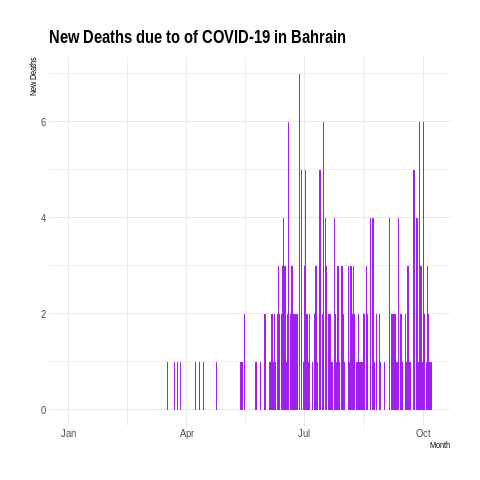 New Deaths due to of COVID-19 in Bahrain
New Deaths
6
4
2
0
Jan Apr Jul Oct
Month